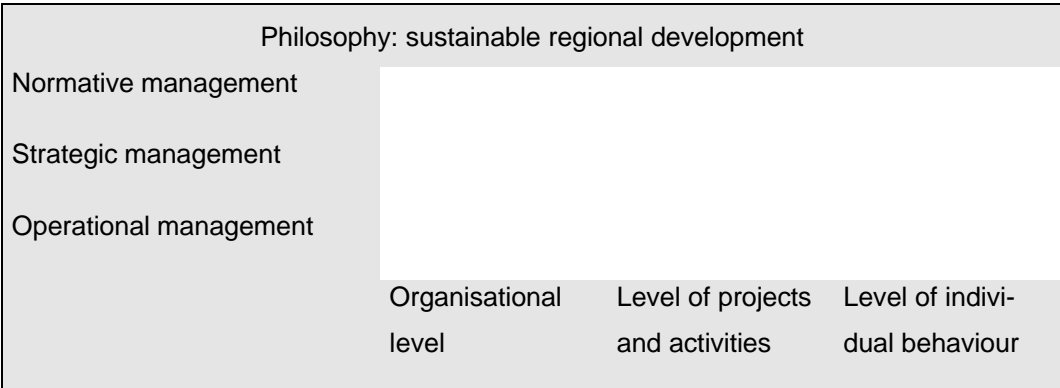 Philosophy: sustainable regional development
Normative management
Strategic management
Operational management
Organisational level
Level of projects and activities
Level of indivi-
dual behaviour